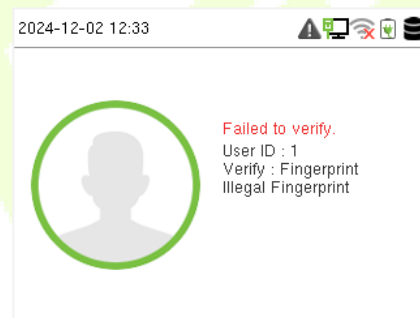 2024-12-02 12:33
Failed to verify.
User ID : 1
Verify : Fingerprint
Illegal Fingerprint